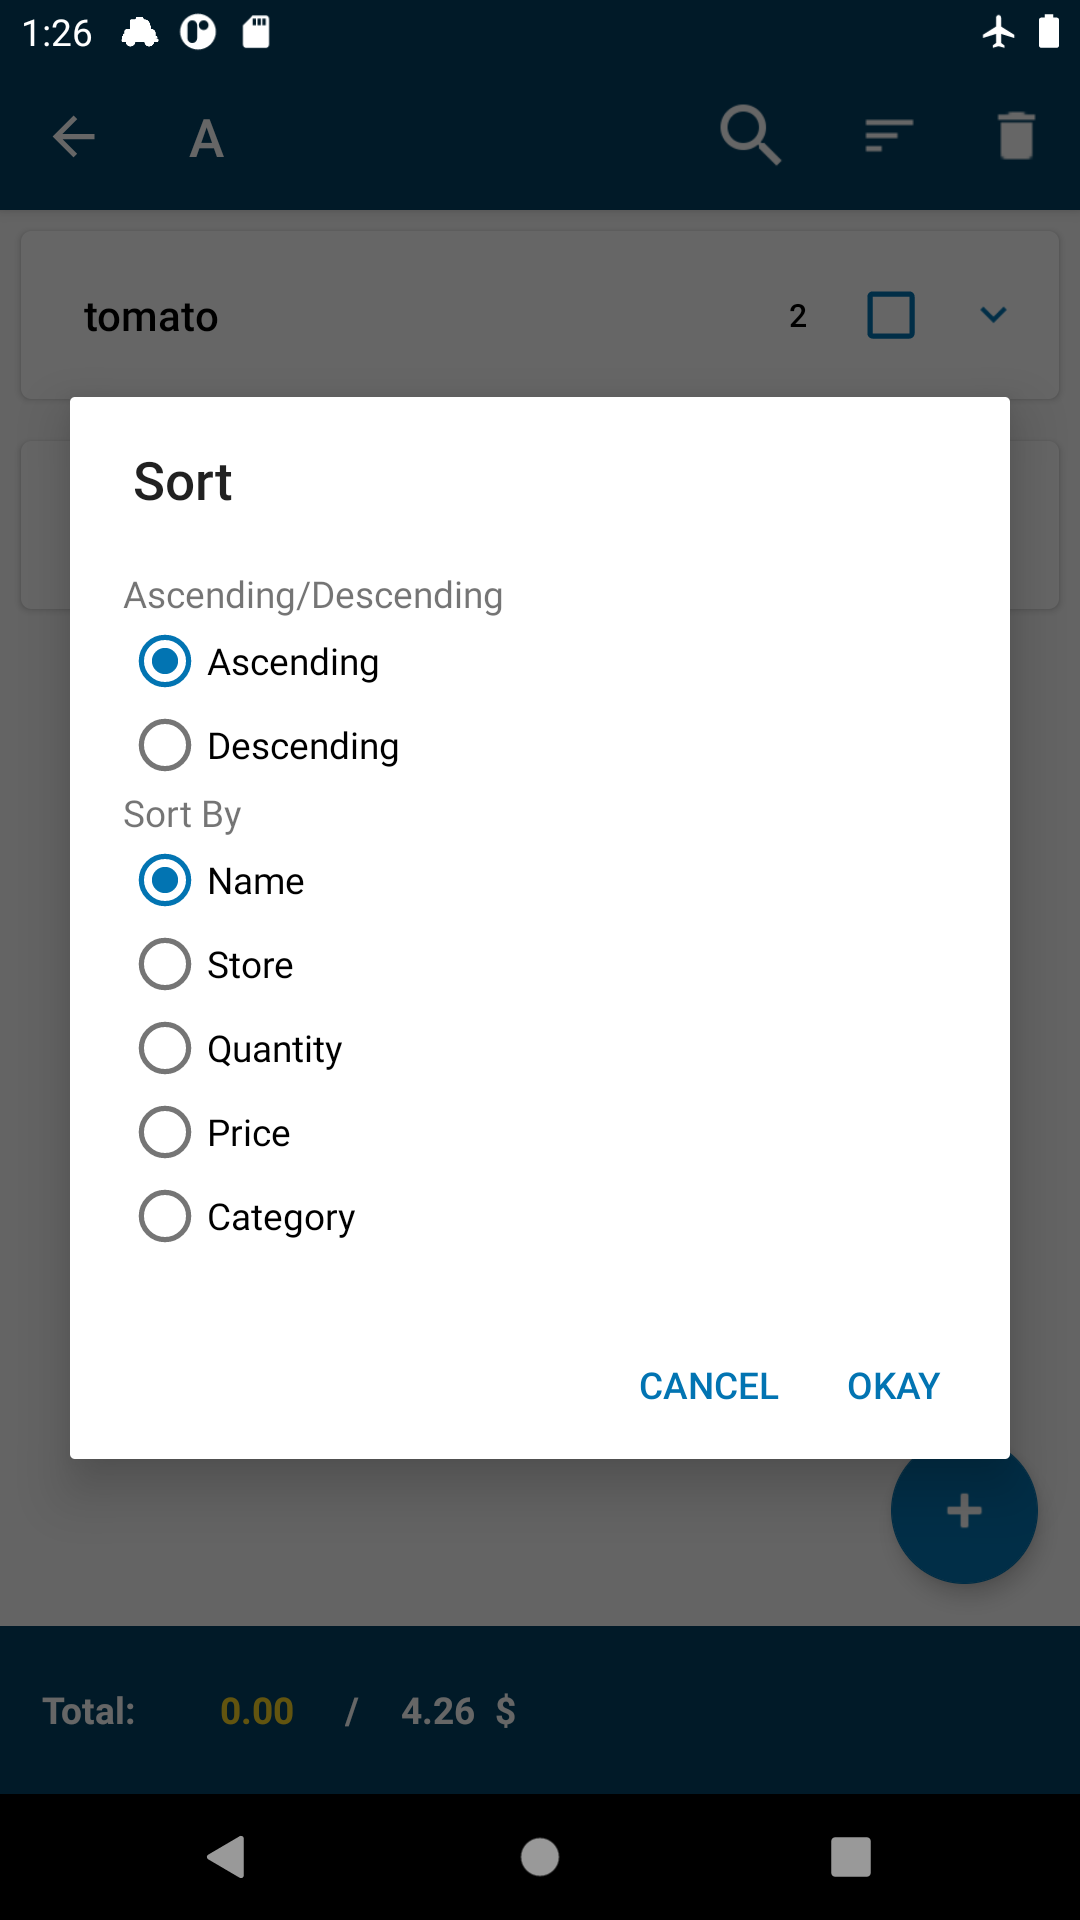 1:26
A
tomato 2
Sort
Ascending/Descending
Ascending
Descending
Sort By
Name
Store
Quantity
Price
Category
CANCEL OKAY
Total: 0.00 / 4.26 $